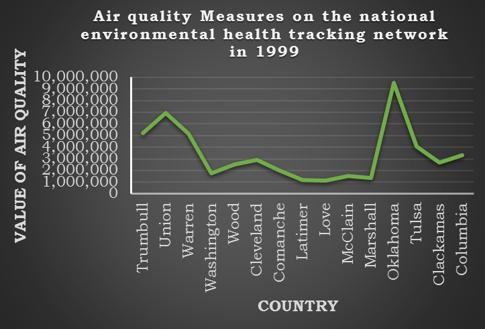 Air quality Measures on the national
environmental health tracking network
in 1999
VALUE OF AIR QUALITY
10,000,000
9,000,000
8,000,000
7,000,000
6,000,000
5,000,000
4,000,000
3,000,000
2,000,000
1,000,000
0
Trumbull
Union
Warren
Washington
Wood
Cleveland
Comanche
Latimer
Love
McClain
Marshall
Oklahoma
Tulsa
Clackamas
Columbia
COUNTRY